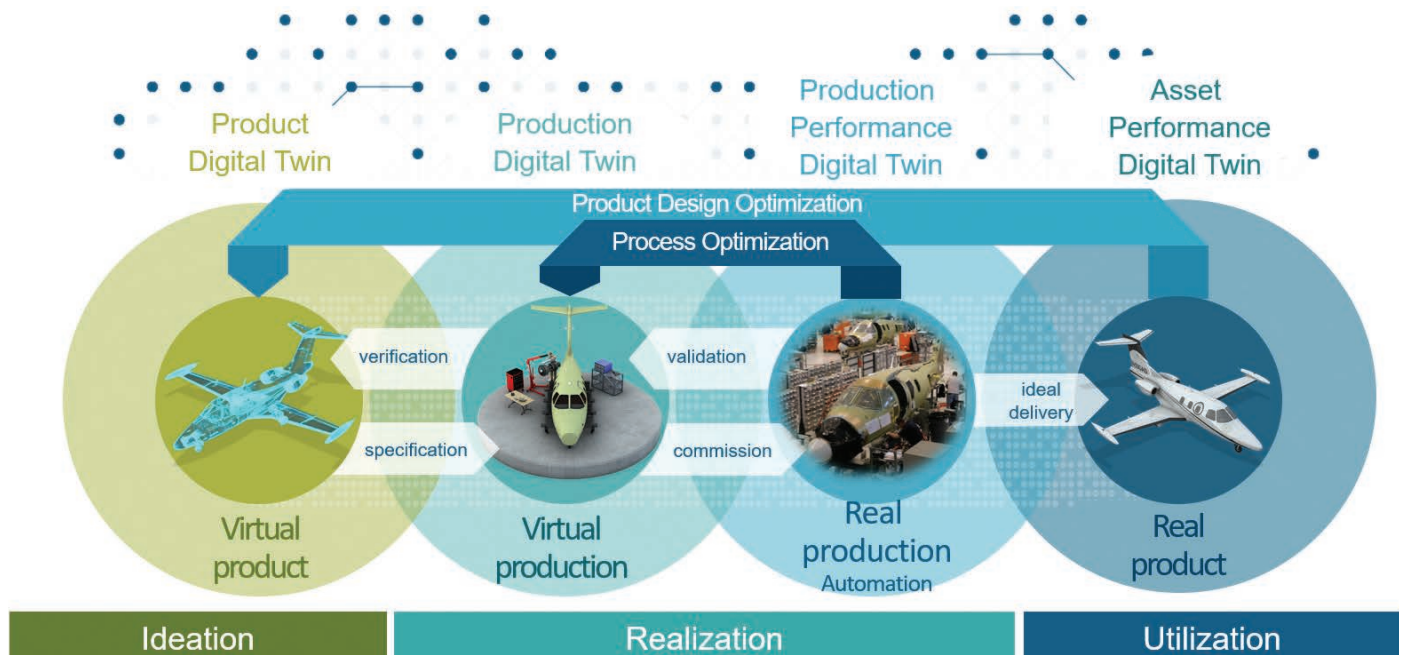 Product
Digital Twin
Production
Digital Twin
Production
Performance
Digital Twin
Asset
Performance
Digital Twin
Product Design Optimization
Process Optimization
verification
validation
ideal
delivery
specification
commission
Virtual
product
Virtual
production
Real
production
Automation
Real
product
Ideation
Realization
Utilization